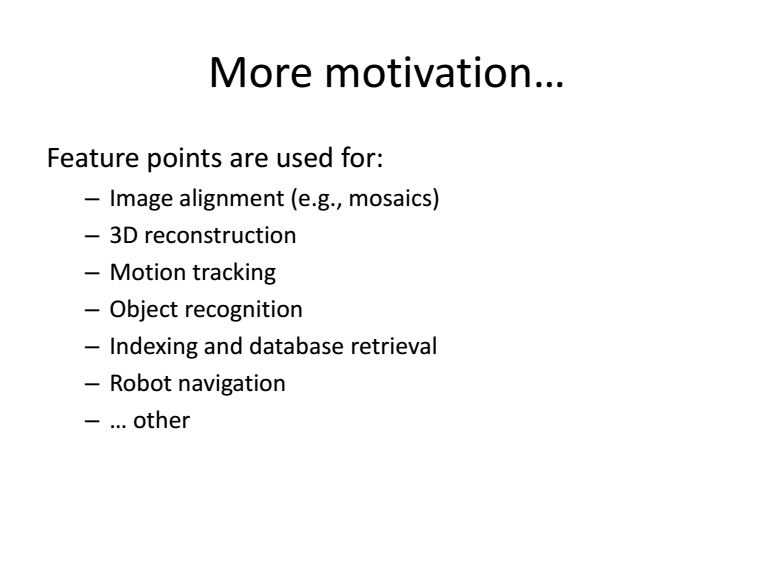 More motivation…
Feature points are used for:
– Image alignment (e.g., mosaics)
– 3D reconstruction
– Motion tracking
– Object recognition
– Indexing and database retrieval
– Robot navigation
– … other